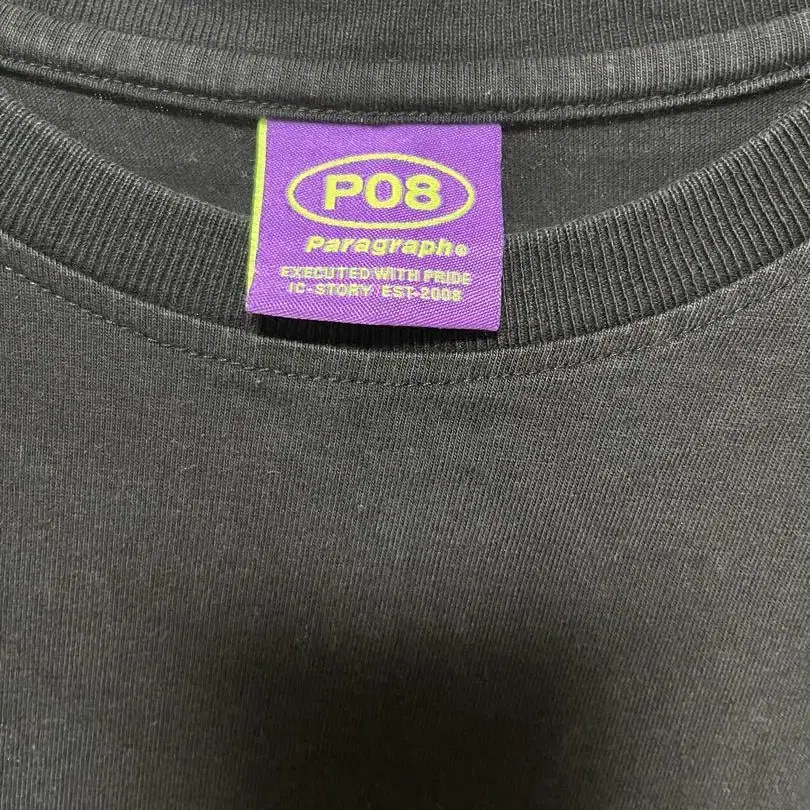 P08
Paragraph®
EXECUTED WITH PRIDE
IC-STORY EST-2008